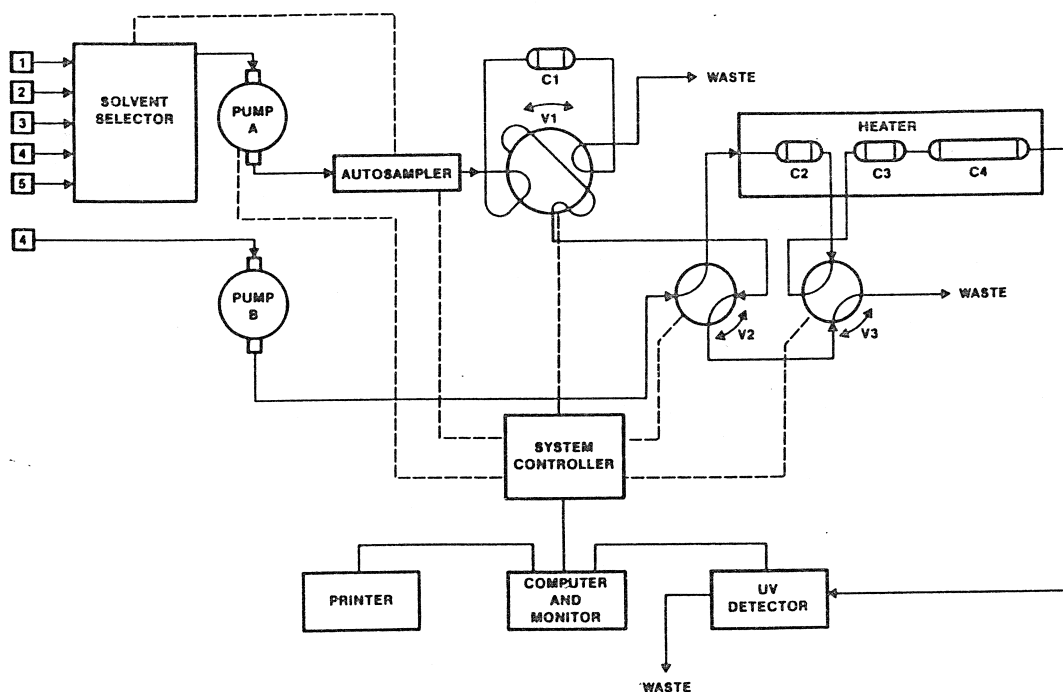 1
2
3
4
5
SOLVENT
SELECTOR
PUMP
A
AUTOSAMPLER
C1
V1
WASTE
HEATER
C2
C3
C4
4
PUMP
B
V2
V3
WASTE
SYSTEM
CONTROLLER
PRINTER
COMPUTER
AND
MONITOR
UV
DETECTOR
WASTE